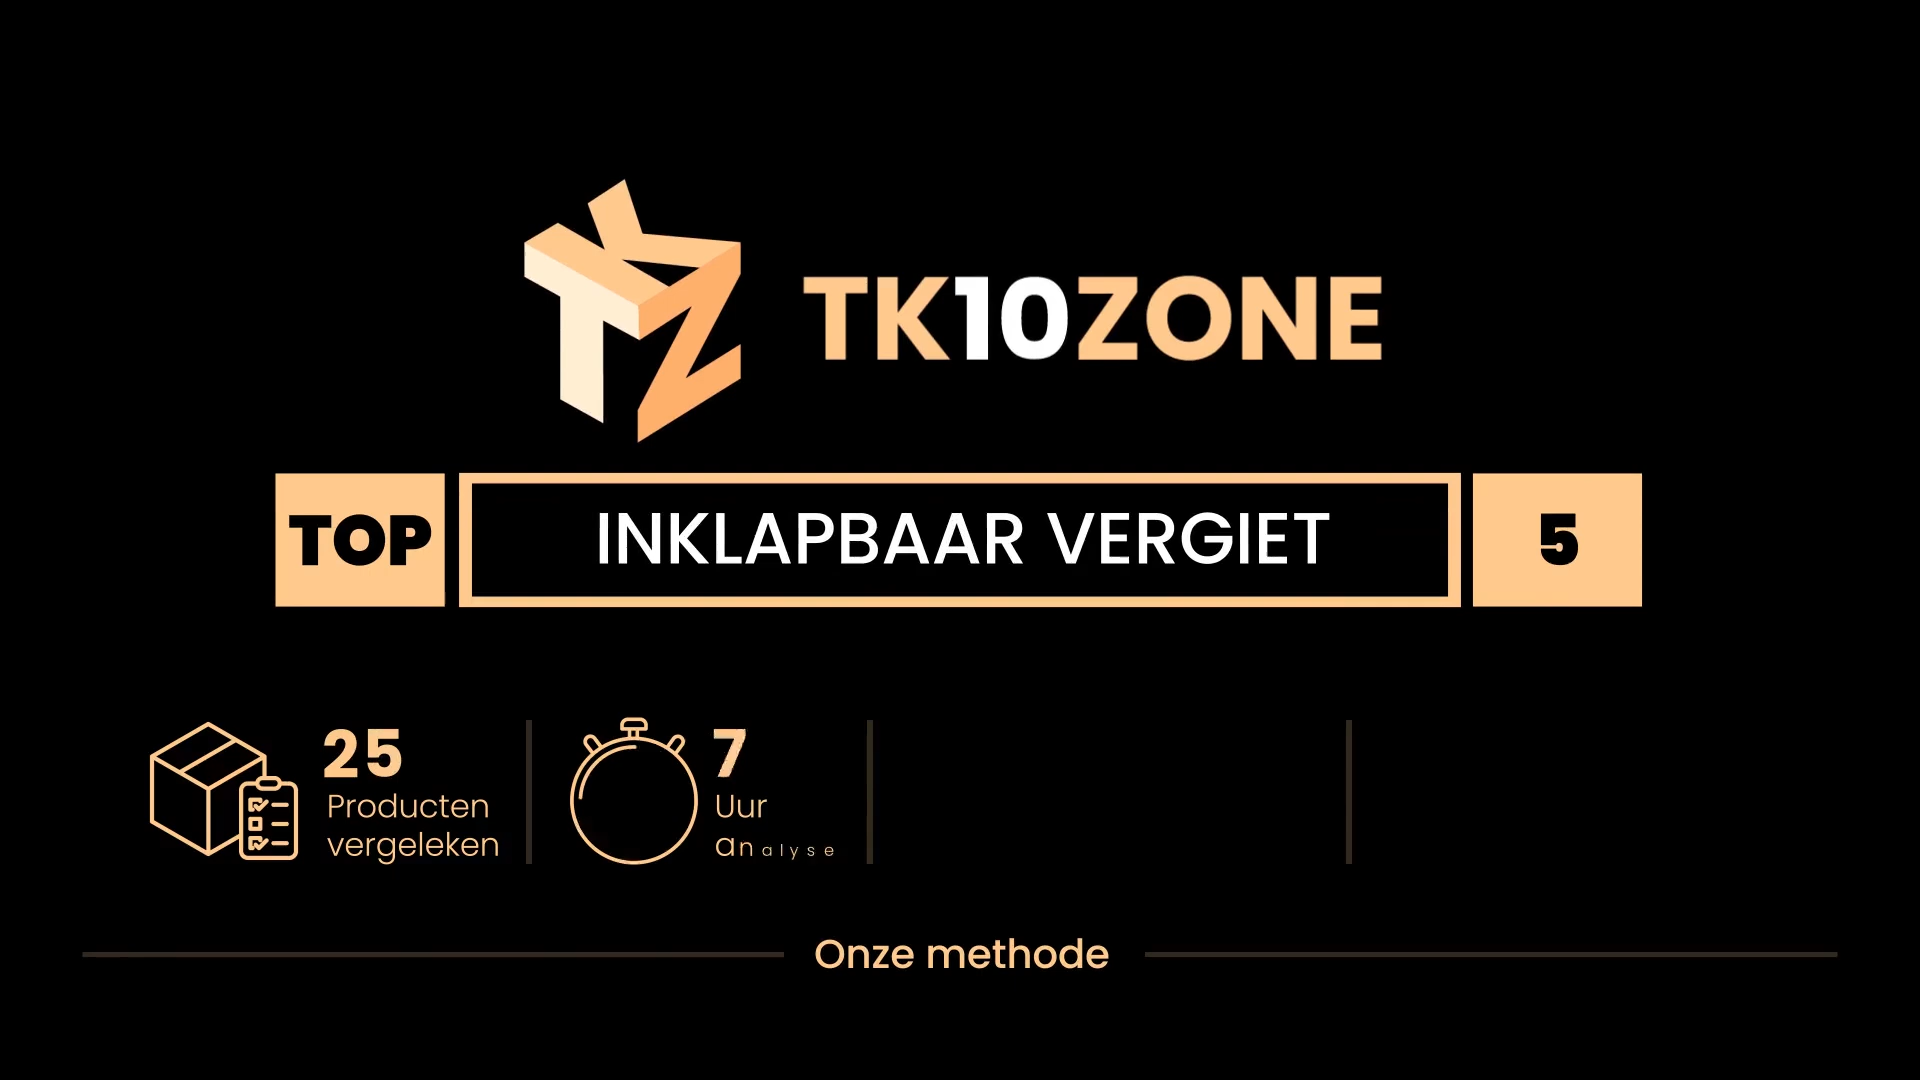 TK10ZONE
TOP INKLAPBAAR VERGIET 5
25
Producten
vergeleken
7
Uur
analyse
Onze methode